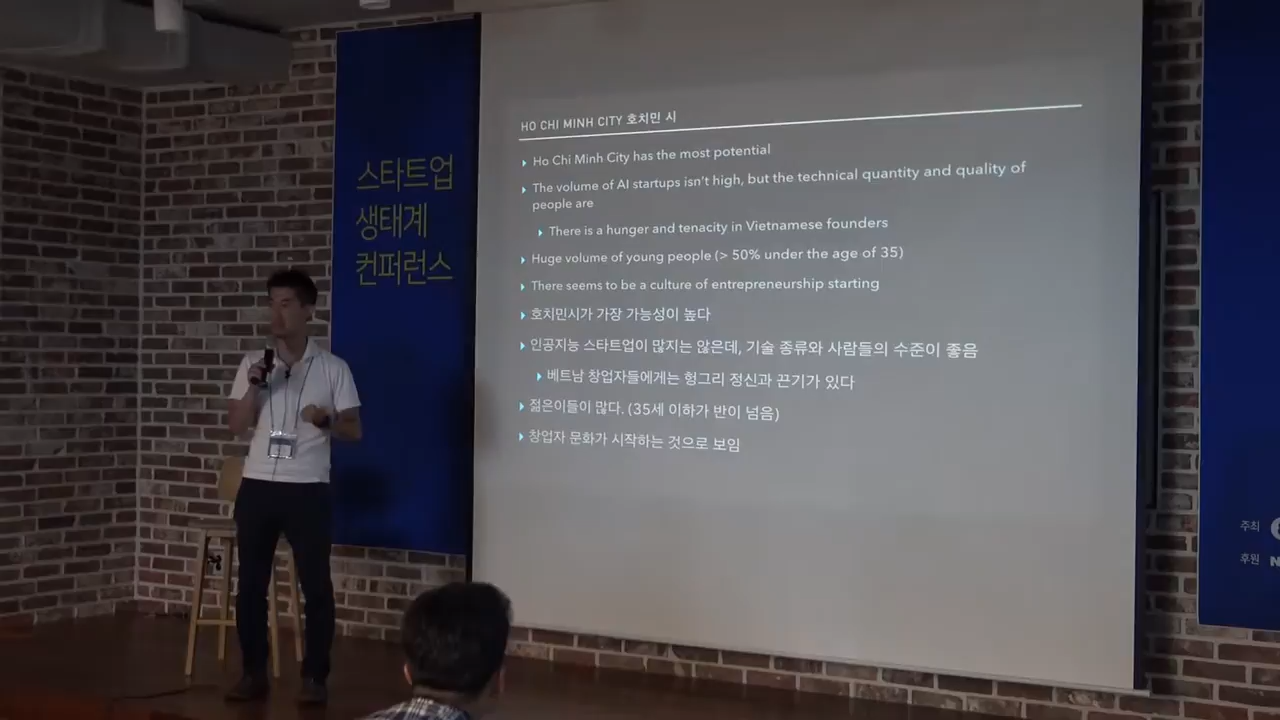 스타트업
생태계
컨퍼런스
HO CHI MINH CITY 호치민 시
Ho Chi Minh City has the most potential
The volume of AI startups isn't high, but the technical quantity and quality of
people are
There is a hunger and tenacity in Vietnamese founders
Huge volume of young people (> 50% under the age of 35)
There seems to be a culture of entrepreneurship starting
호치민시가 가장 가능성이 높다
인공지능 스타트업이 많지는 않은데, 기술 종류와 사람들의 수준이 좋음
베트남 창업자들에게는 헝그리 정신과 끈기가 있다
젊은이들이 많다. (35세 이하가 반이 넘음)
창업자 문화가 시작하는 것으로 보임
주최
후원 N